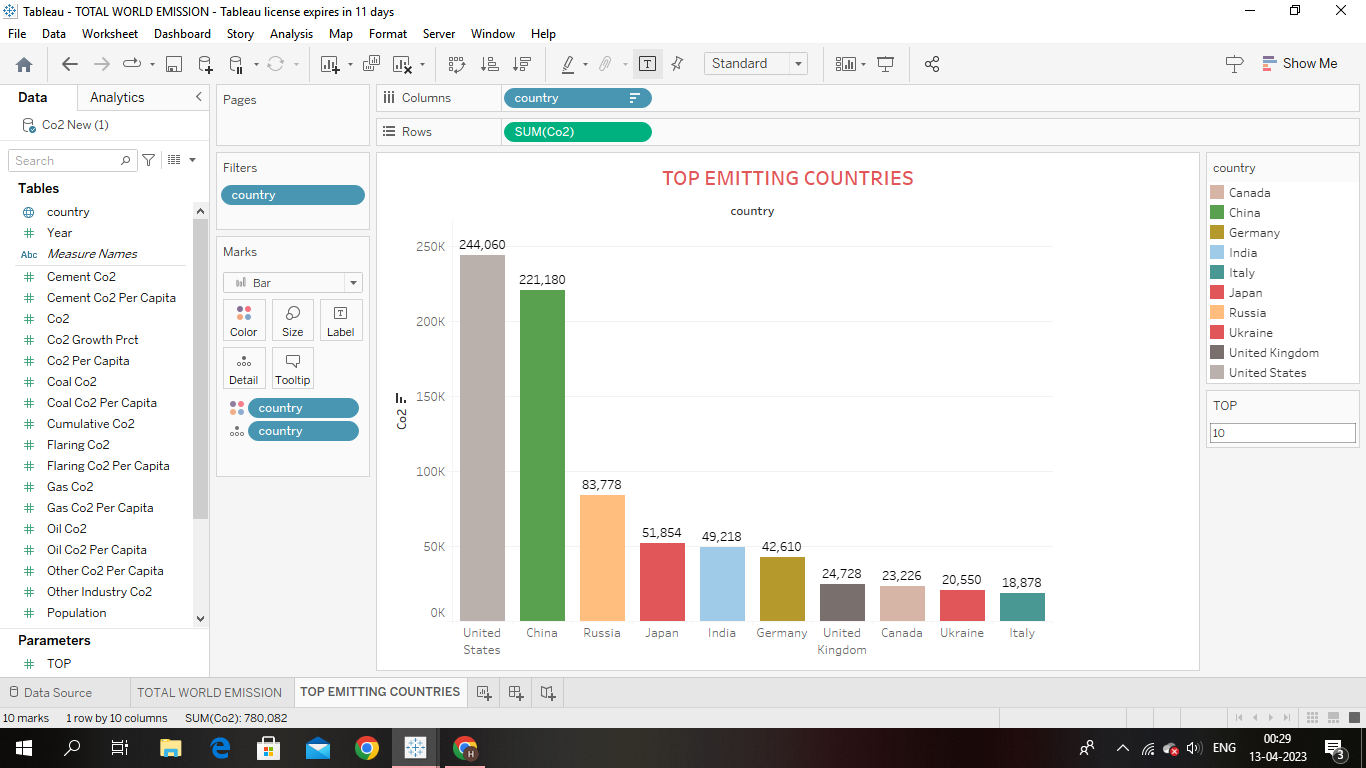 Tableau - TOTAL WORLD EMISSION - Tableau license expires in 11 days
File Data Worksheet Dashboard Story Analysis Map Format Server Window Help
Standard
Show Me
Data Analytics
Co2 New (1)
Search
Tables
country
Year
Abc Measure Names
Cement Co2
Cement Co2 Per Capita
Co2
Co2 Growth Prct
Co2 Per Capita
Coal Co2
Coal Co2 Per Capita
Cumulative Co2
Flaring Co2
Flaring Co2 Per Capita
Gas Co2
Gas Co2 Per Capita
Oil Co2
Oil Co2 Per Capita
Other Co2 Per Capita
Other Industry Co2
Population
Parameters
TOP
Pages
Filters
country
Marks
Bar
Color Size Label
Detail Tooltip
country
country
Columns country
Rows SUM(Co2)
TOP EMITTING COUNTRIES
country
Co2
250K
200K
150K
100K
50K
0K
244,060
221,180
83,778
51,854
49,218
42,610
24,728
23,226
20,550
18,878
United States
China
Russia
Japan
India
Germany
United Kingdom
Canada
Ukraine
Italy
country
Canada
China
Germany
India
Italy
Japan
Russia
Ukraine
United Kingdom
United States
TOP
10
Data Source TOTAL WORLD EMISSION TOP EMITTING COUNTRIES
10 marks 1 row by 10 columns SUM(Co2): 780,082
H
ENG
00:29
13-04-2023
3